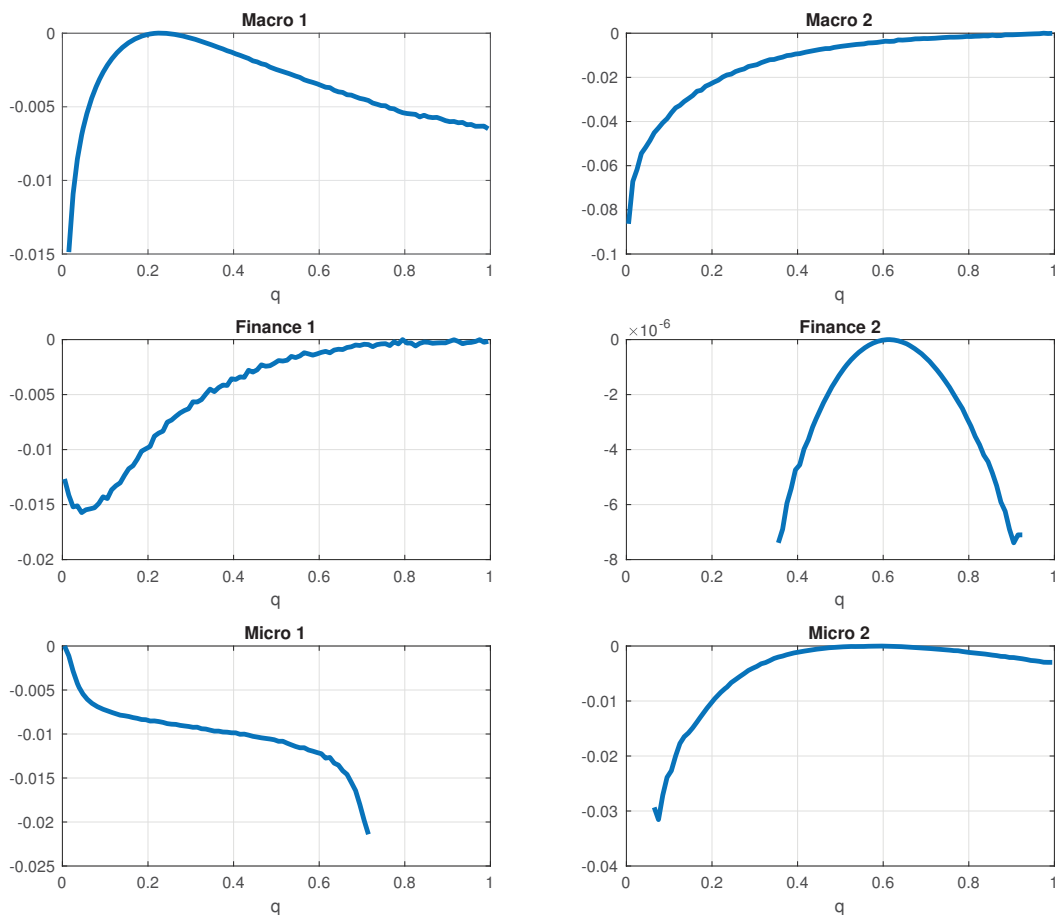 Macro 1
0
-0.005
-0.01
-0.015
0 0.2 0.4 0.6 0.8 1
q
Macro 2
0
-0.02
-0.04
-0.06
-0.08
-0.1
0 0.2 0.4 0.6 0.8 1
q
Finance 1
0
-0.005
-0.01
-0.015
-0.02
0 0.2 0.4 0.6 0.8 1
q
Finance 2
×10⁻⁶
0
-2
-4
-6
-8
0 0.2 0.4 0.6 0.8 1
q
Micro 1
0
-0.005
-0.01
-0.015
-0.02
-0.025
0 0.2 0.4 0.6 0.8 1
q
Micro 2
0
-0.01
-0.02
-0.03
-0.04
0 0.2 0.4 0.6 0.8 1
q